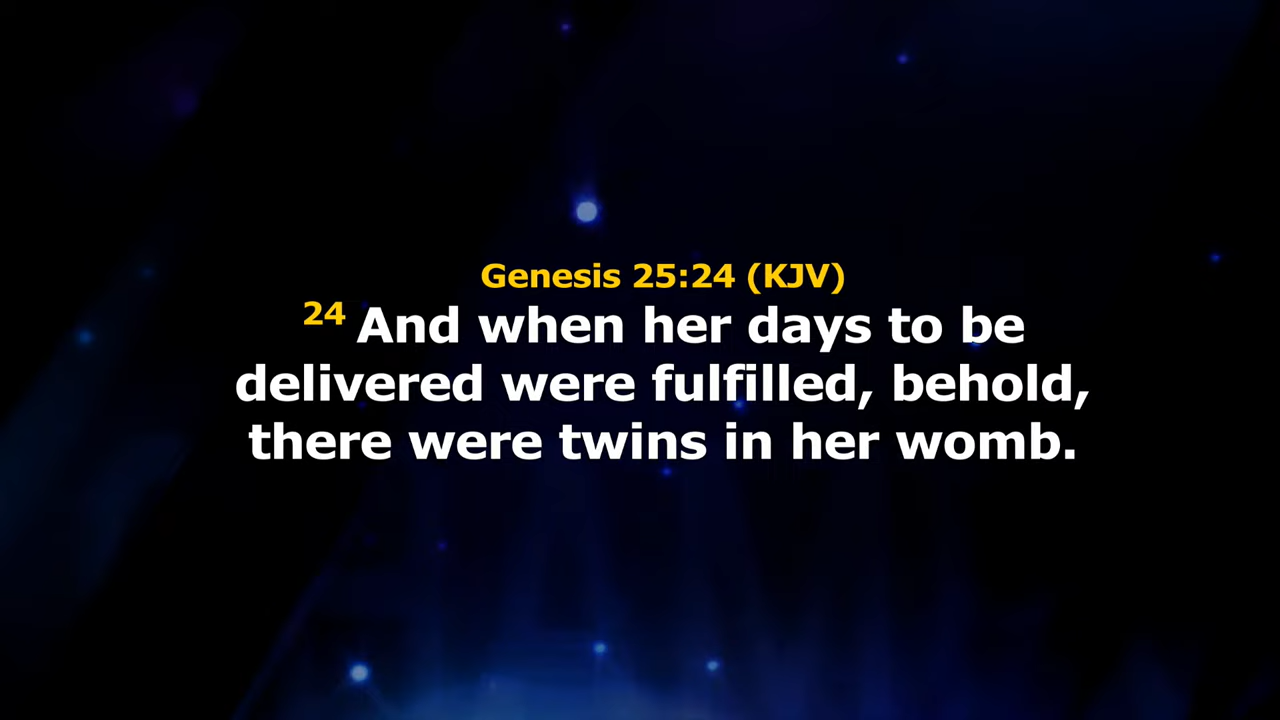 Genesis 25:24 (KJV)
24 And when her days to be
delivered were fulfilled, behold,
there were twins in her womb.